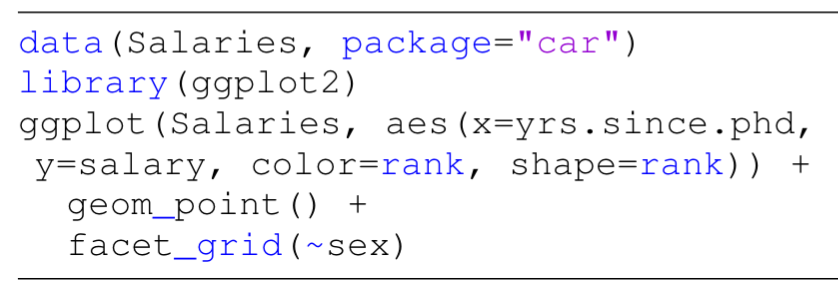 data(Salaries, package="car")
library(ggplot2)
ggplot(Salaries, aes(x=yrs.since.phd,
y=salary, color=rank, shape=rank)) +
geom_point() +
facet_grid(~sex)